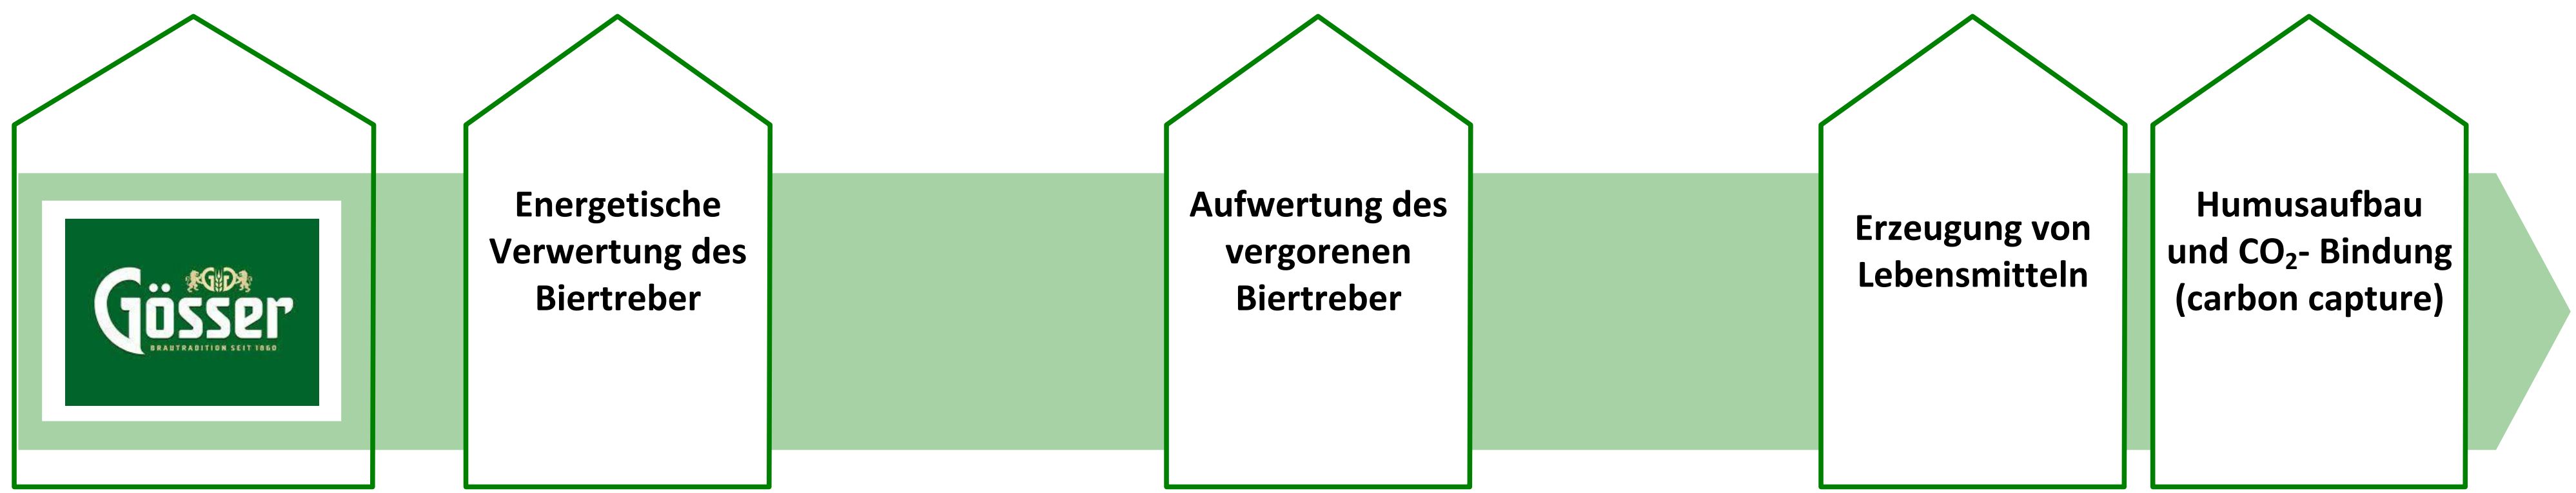 Gösser
BRAUTRADITION SEIT 1860
Energetische
Verwertung des
Biertreber
Aufwertung des
vergorenen
Biertreber
Erzeugung von
Lebensmitteln
Humusaufbau
und CO₂- Bindung
(carbon capture)